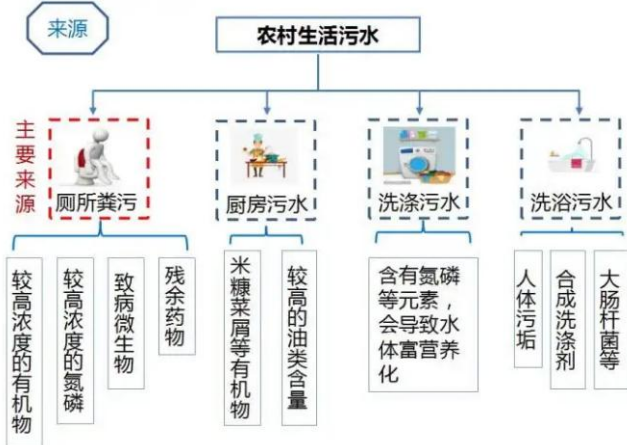 来源
农村生活污水
主要来源
厕所粪污
厨房污水
洗涤污水
洗浴污水
较高浓度的有机物
较高浓度的氮磷
致病微生物
残余药物
米糠菜屑等有机物
较高的油类含量
含有氮磷
等元素，
会导致水
体富营养
化
人体污垢
合成洗涤剂
大肠杆菌等